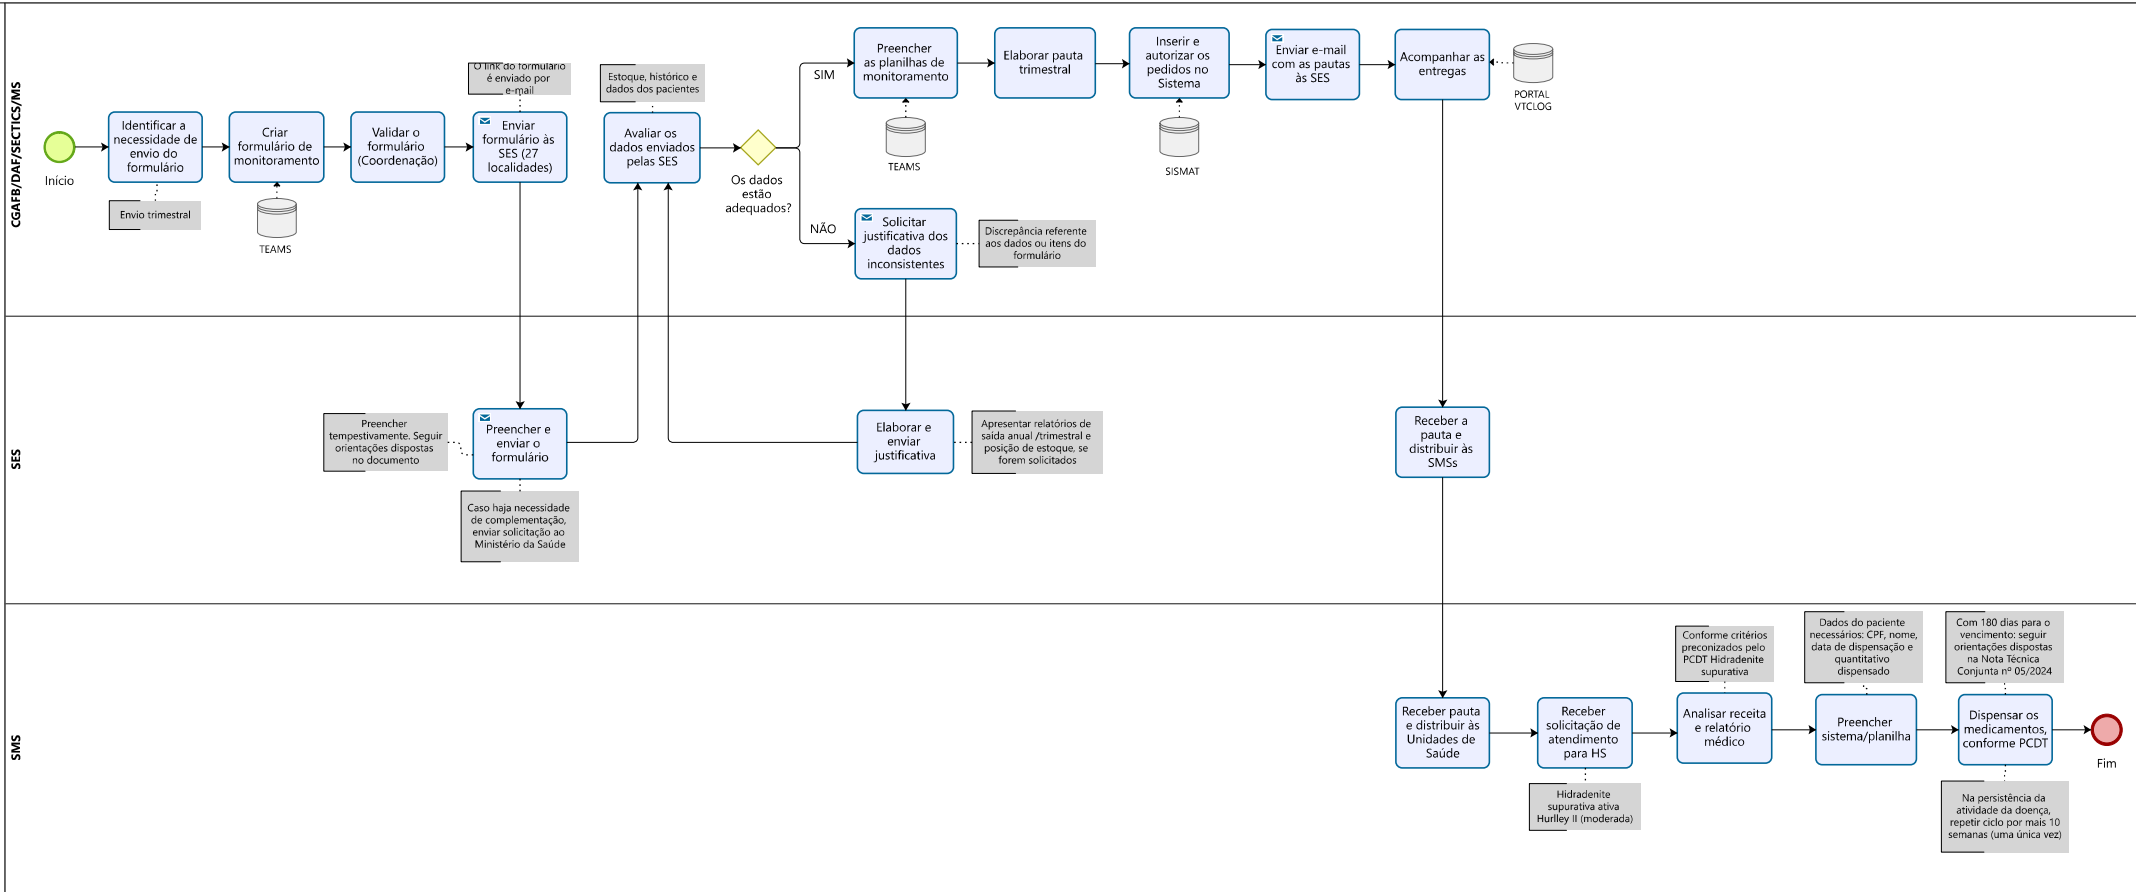 CGAFB/DAF/SECTICS/MS
Início
Identificar a
necessidade de
envio do
formulário
Envio trimestral
Criar
formulário de
monitoramento
TEAMS
Validar o
formulário
(Coordenação)
O link do formulário
é enviado por
e-mail
Enviar
formulário às
SES (27
localidades)
Estoque, histórico e
dados dos pacientes
Avaliar os
dados enviados
pelas SES
Os dados
estão
adequados?
SIM
NÃO
Preencher
as planilhas de
monitoramento
TEAMS
Elaborar pauta
trimestral
Inserir e
autorizar os
pedidos no
Sistema
SISMAT
Enviar e-mail
com as pautas
às SES
Acompanhar as
entregas
PORTAL
VTCLOG
Solicitar
justificativa dos
dados
inconsistentes
Discrepância referente
aos dados ou itens do
formulário
SES
Preencher
tempestivamente. Seguir
orientações dispostas
no documento
Preencher e
enviar o
formulário
Caso haja necessidade
de complementação,
enviar solicitação ao
Ministério da Saúde
Elaborar e
enviar
justificativa
Apresentar relatórios de
saída anual /trimestral e
posição de estoque, se
forem solicitados
Receber a
pauta e
distribuir às
SMSs
SMS
Receber pauta
e distribuir às
Unidades de
Saúde
Receber
solicitação de
atendimento
para HS
Hidradenite
supurativa ativa
Hurlley II (moderada)
Conforme critérios
preconizados pelo
PCDT Hidradenite
supurativa
Analisar receita
e relatório
médico
Dados do paciente
necessários: CPF, nome,
data de dispensação e
quantitativo
dispensado
Preencher
sistema/planilha
Com 180 dias para o
vencimento: seguir
orientações dispostas
na Nota Técnica
Conjunta nº 05/2024
Dispensar os
medicamentos,
conforme PCDT
Na persistência da
atividade da doença,
repetir ciclo por mais 10
semanas (uma única vez)
Fim